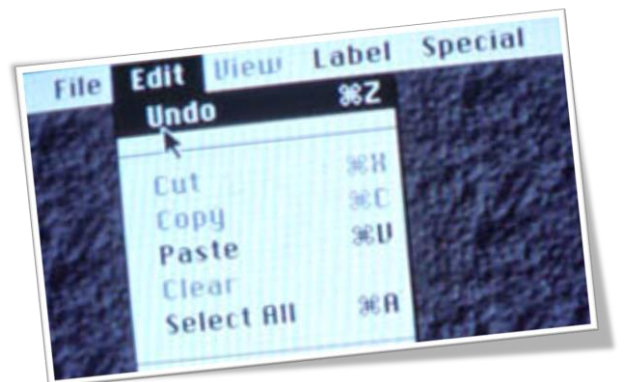 File Edit View Label Special
Undo ⌘Z
Cut ⌘X
Copy ⌘C
Paste ⌘V
Clear
Select All ⌘A